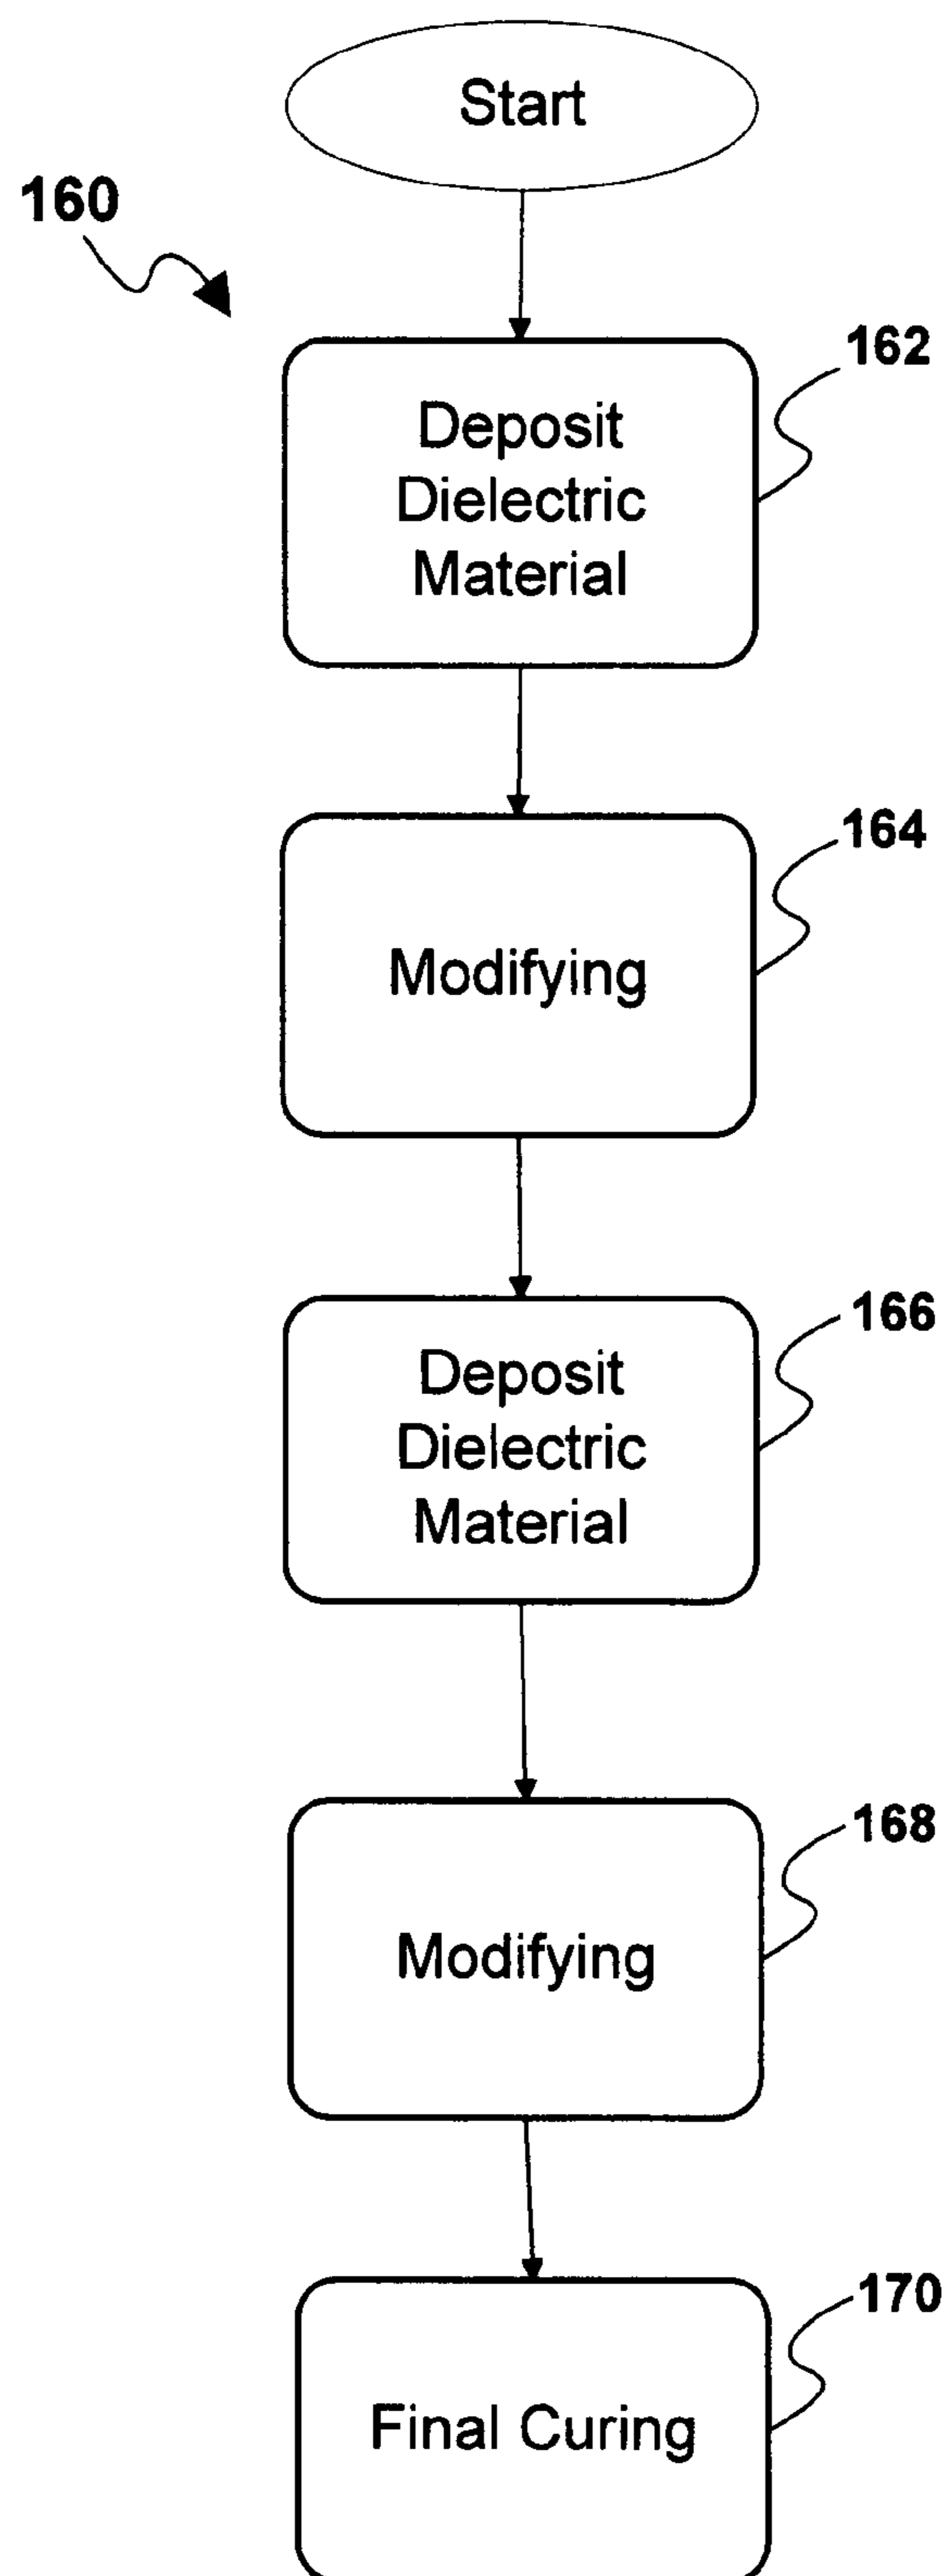 Start
160
162
Deposit
Dielectric
Material
164
Modifying
166
Deposit
Dielectric
Material
168
Modifying
170
Final Curing